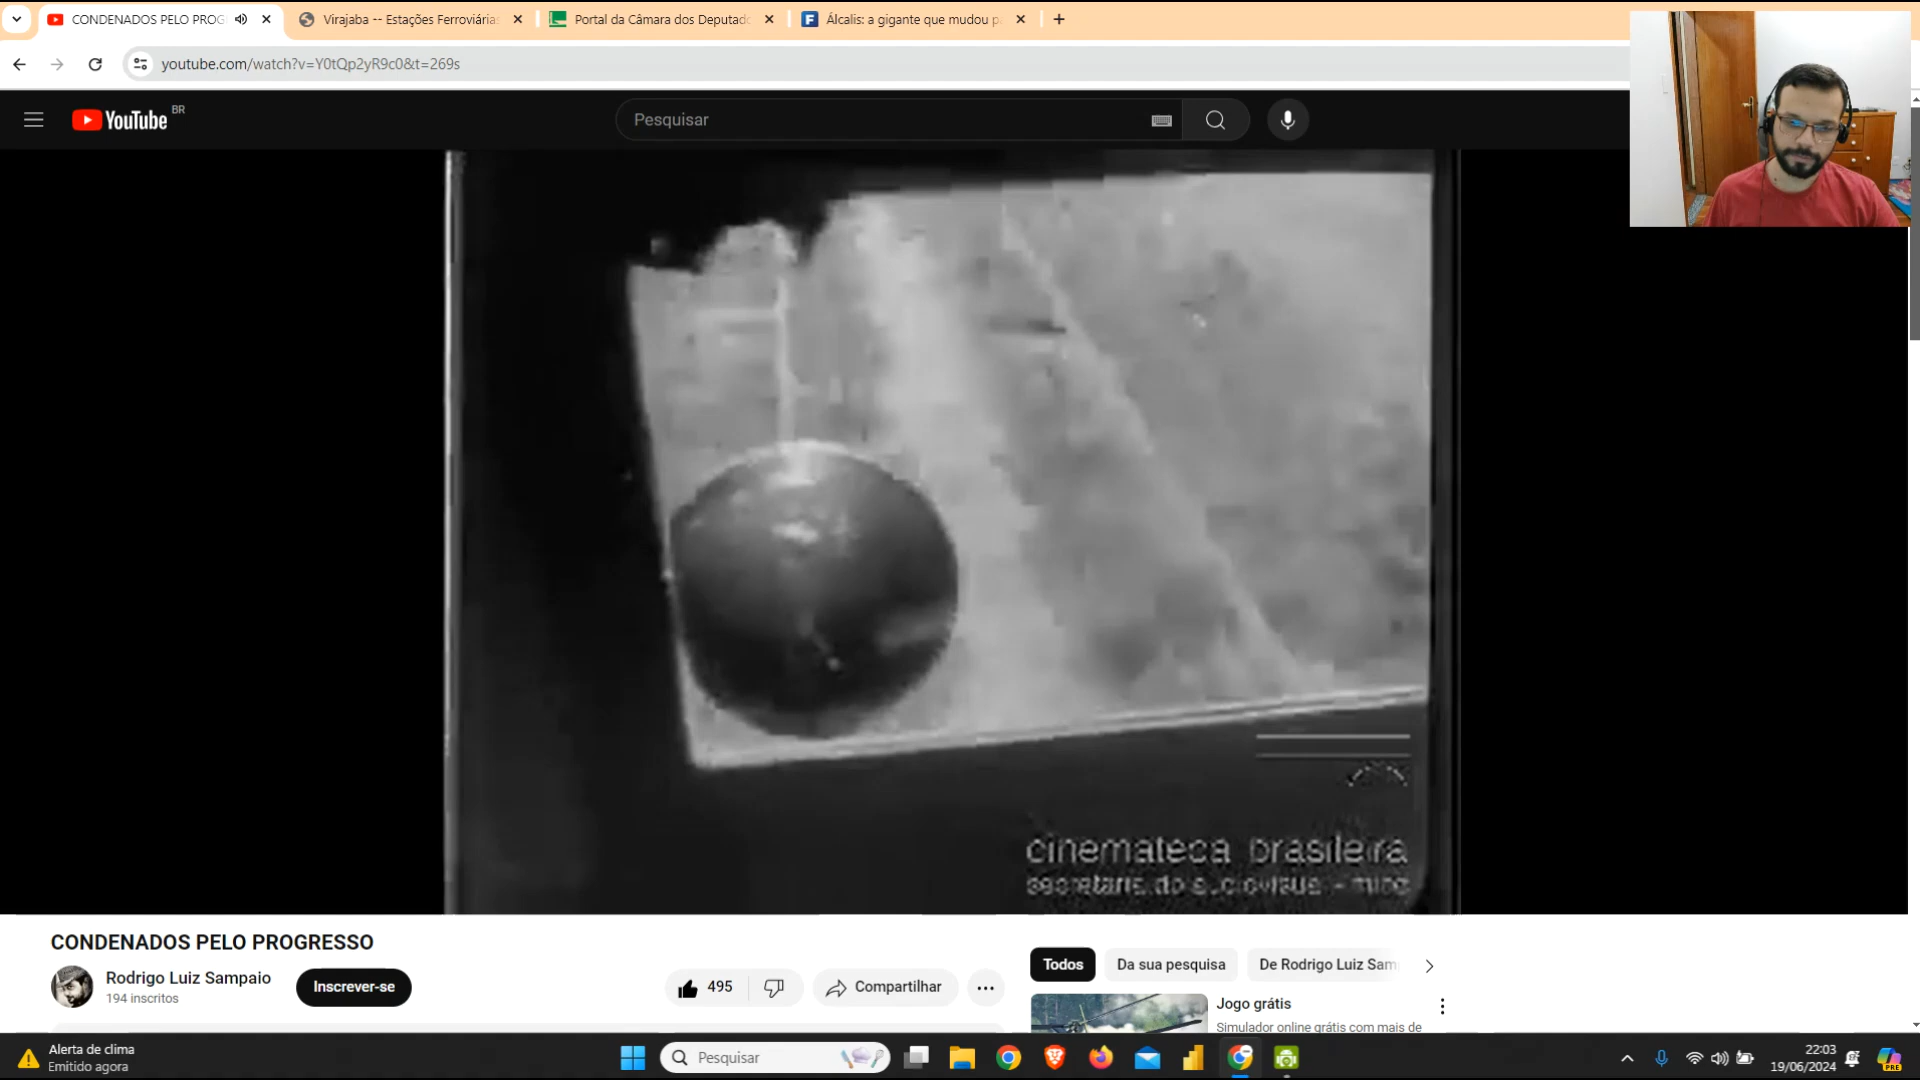 CONDENADOS PELO PROG
Virajaba -- Estações Ferroviária
Portal da Câmara dos Deputad
Álcalis: a gigante que mudou p
youtube.com/watch?v=Y0tQp2yR9c0&t=269s
YouTube BR
Pesquisar
cinemateca brasileira
CONDENADOS PELO PROGRESSO
Rodrigo Luiz Sampaio
194 inscritos
Inscrever-se
495
Compartilhar
Todos
Da sua pesquisa
De Rodrigo Luiz Sam
Jogo grátis
Simulador online grátis com mais de
Alerta de clima
Emitido agora
Pesquisar
22:03
19/06/2024
PRE